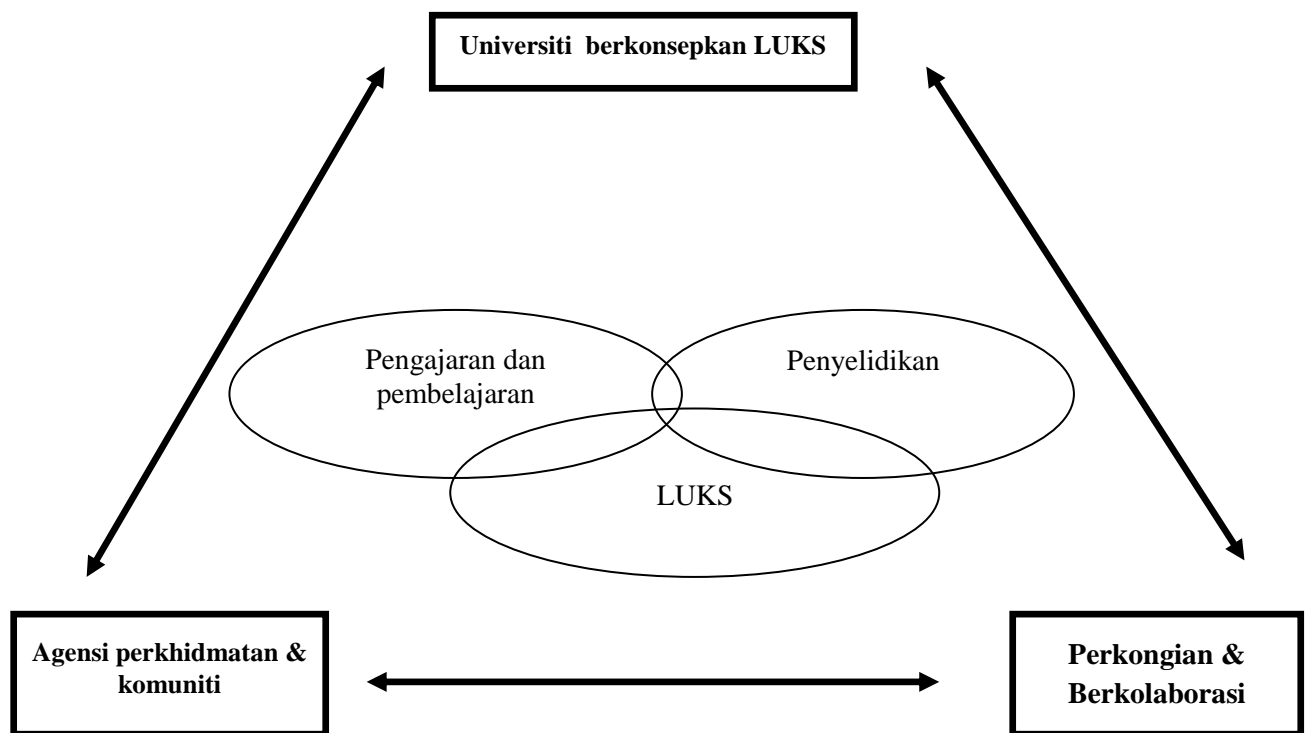 Universiti berkonsepkan LUKS
Pengajaran dan
pembelajaran
Penyelidikan
LUKS
Agensi perkhidmatan &
komuniti
Perkongian &
Berkolaborasi